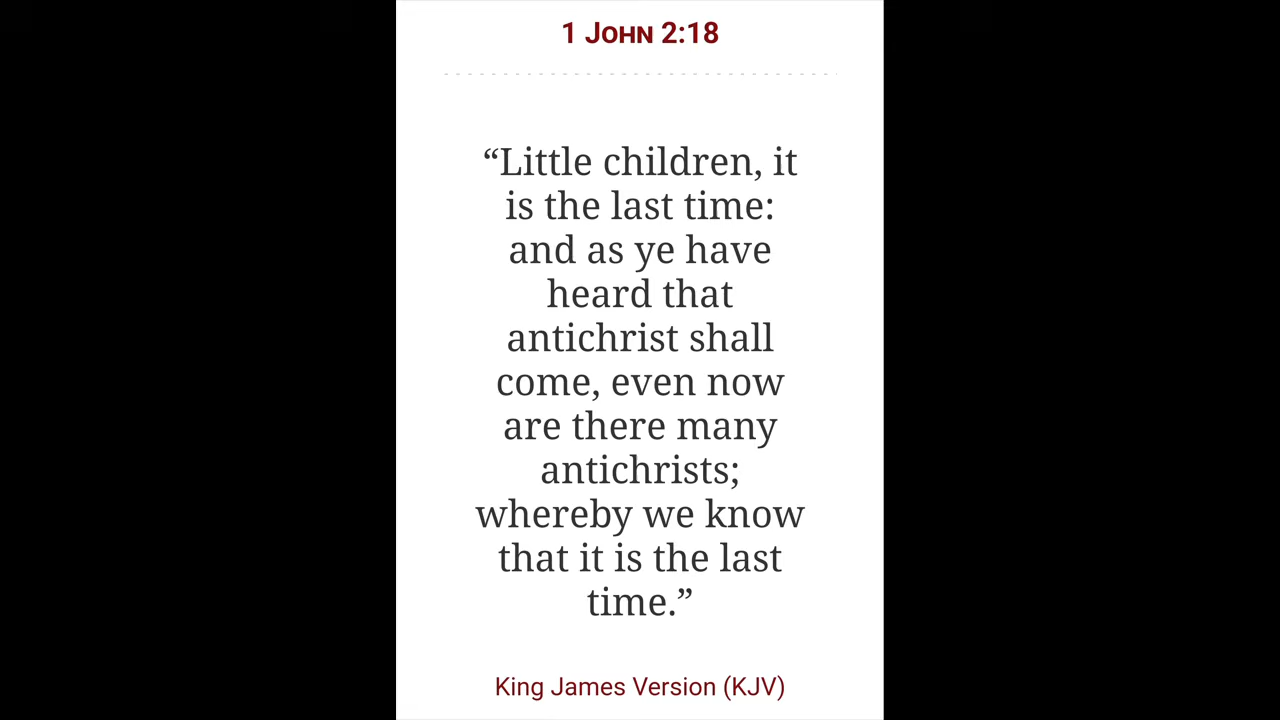 1 John 2:18
“Little children, it
is the last time:
and as ye have
heard that
antichrist shall
come, even now
are there many
antichrists;
whereby we know
that it is the last
time.”
King James Version (KJV)